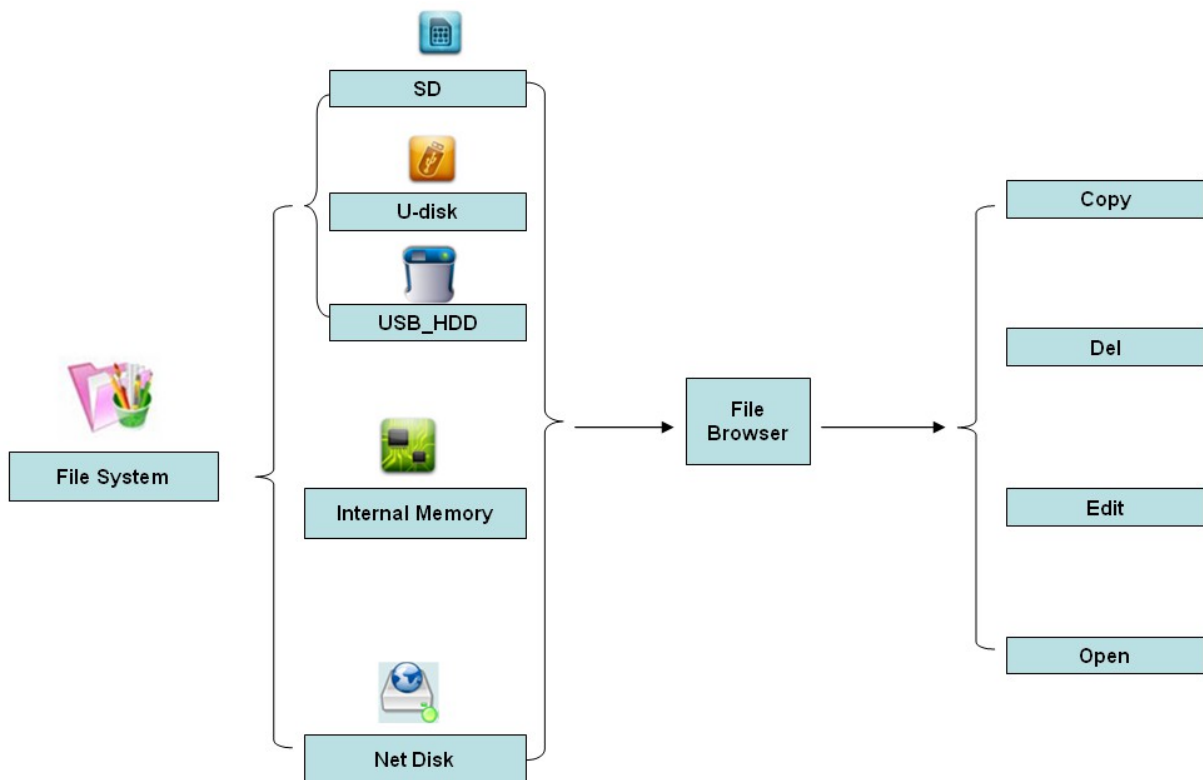 SD
U-disk
USB_HDD
File System
Internal Memory
Net Disk
File
Browser
Copy
Del
Edit
Open